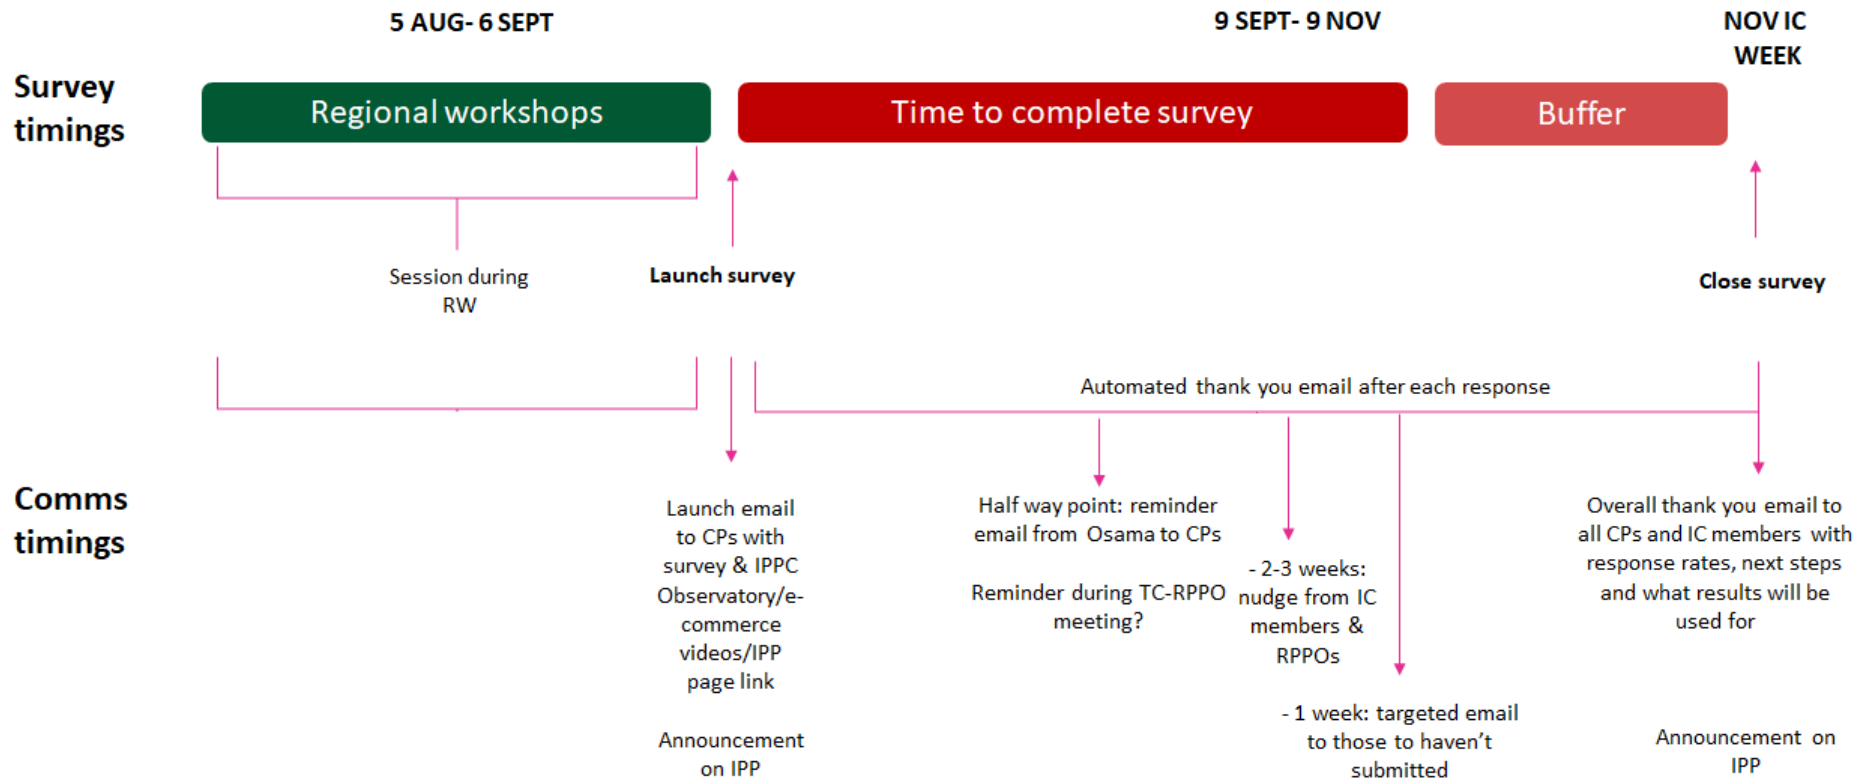 5 AUG- 6 SEPT
9 SEPT- 9 NOV
NOV IC
WEEK
Survey
timings
Regional workshops
Time to complete survey
Buffer
Session during
RW
Launch survey
Close survey
Automated thank you email after each response
Comms
timings
Launch email
to CPs with
survey & IPPC
Observatory/e-
commerce
videos/IPP
page link
Announcement
on IPP
Half way point: reminder
email from Osama to CPs
Reminder during TC-RPPO
meeting?
- 2-3 weeks:
nudge from IC
members &
RPPOs
- 1 week: targeted email
to those to haven't
submitted
Overall thank you email to
all CPs and IC members with
response rates, next steps
and what results will be
used for
Announcement on
IPP